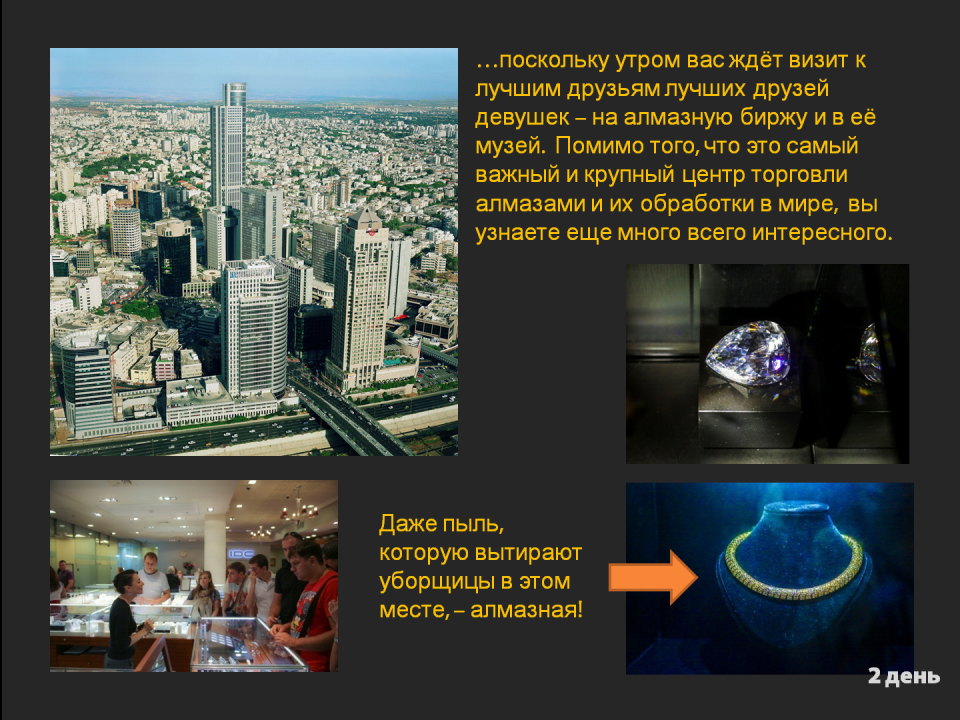 …поскольку утром вас ждёт визит к
лучшим друзьям лучших друзей
девушек – на алмазную биржу и в её
музей. Помимо того, что это самый
важный и крупный центр торговли
алмазами и их обработки в мире, вы
узнаете еще много всего интересного.
IDC
Даже пыль,
которую вытирают
уборщицы в этом
месте, – алмазная!
2 день